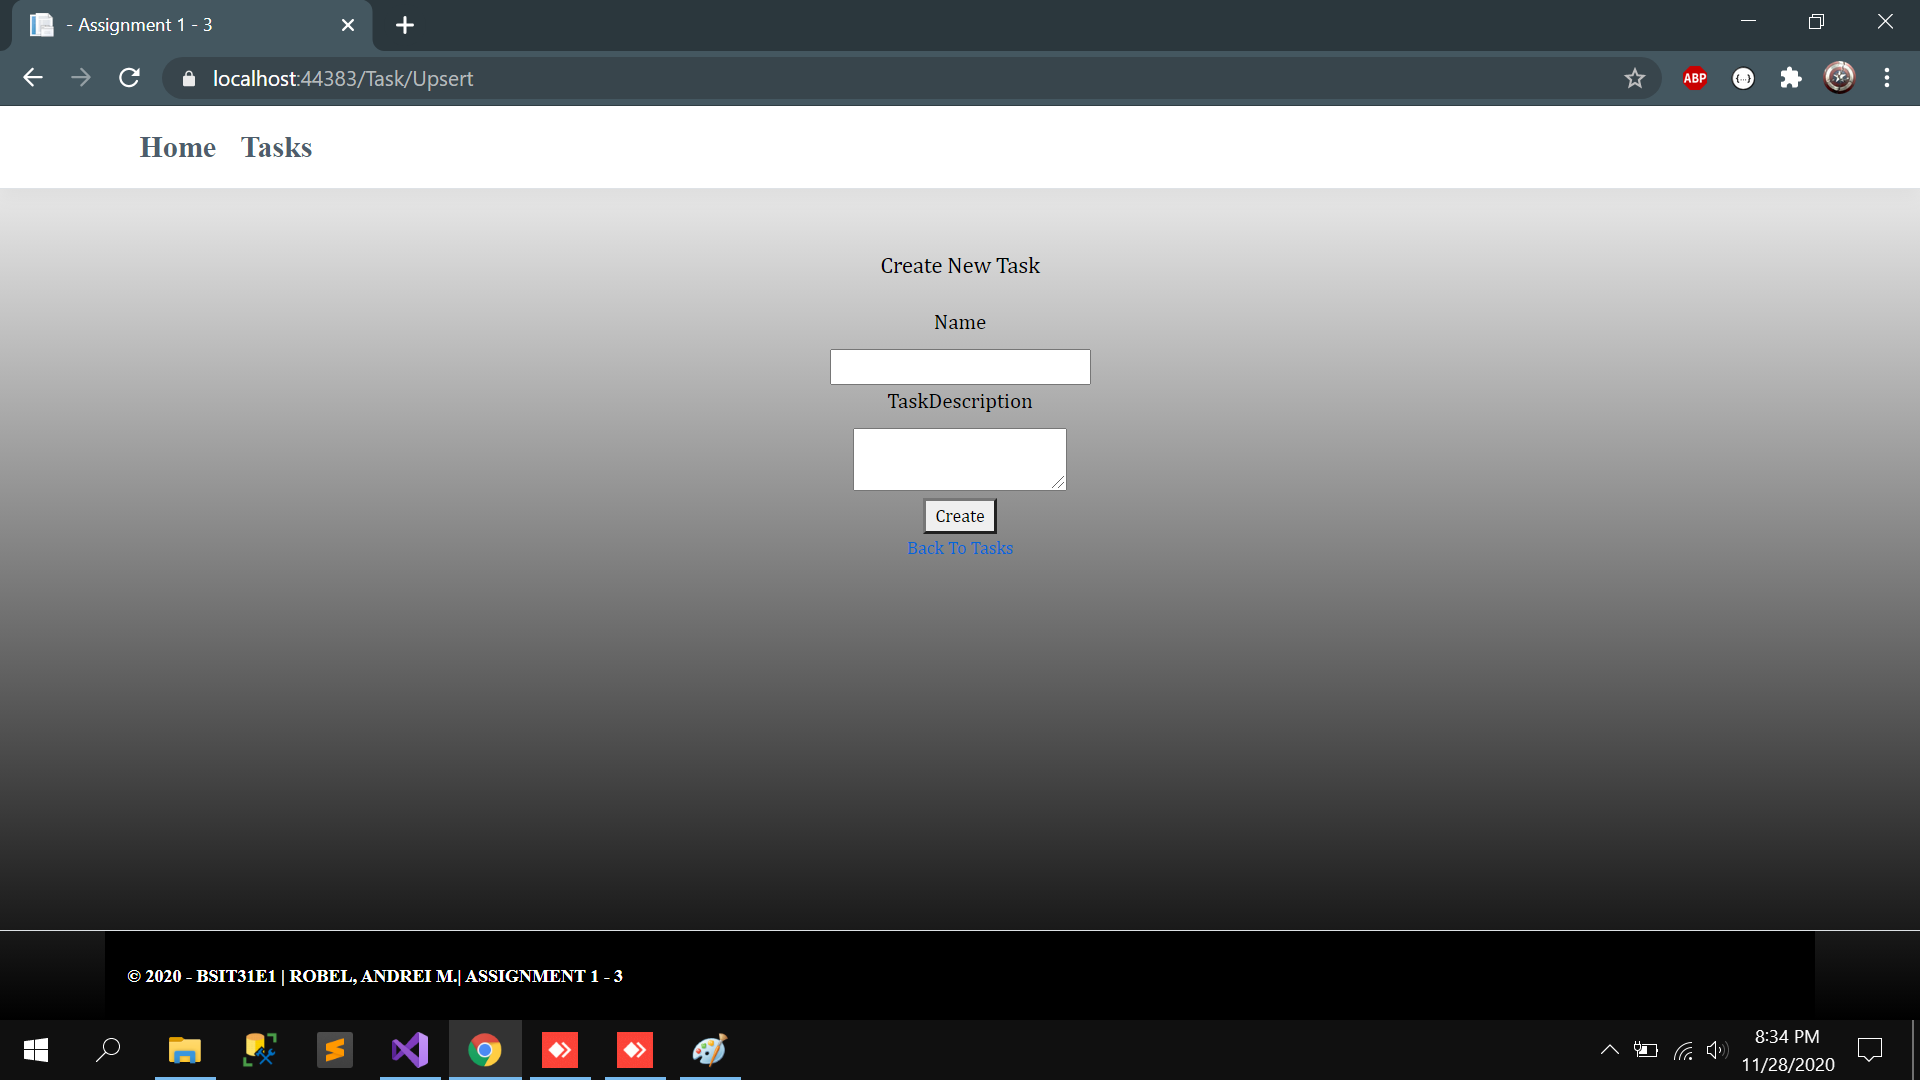 - Assignment 1 - 3
localhost:44383/Task/Upsert
ABP
{...}
Home Tasks
Create New Task
Name
TaskDescription
Create
Back To Tasks
© 2020 - BSIT31E1 | ROBEL, ANDREI M.| ASSIGNMENT 1 - 3
8:34 PM
11/28/2020